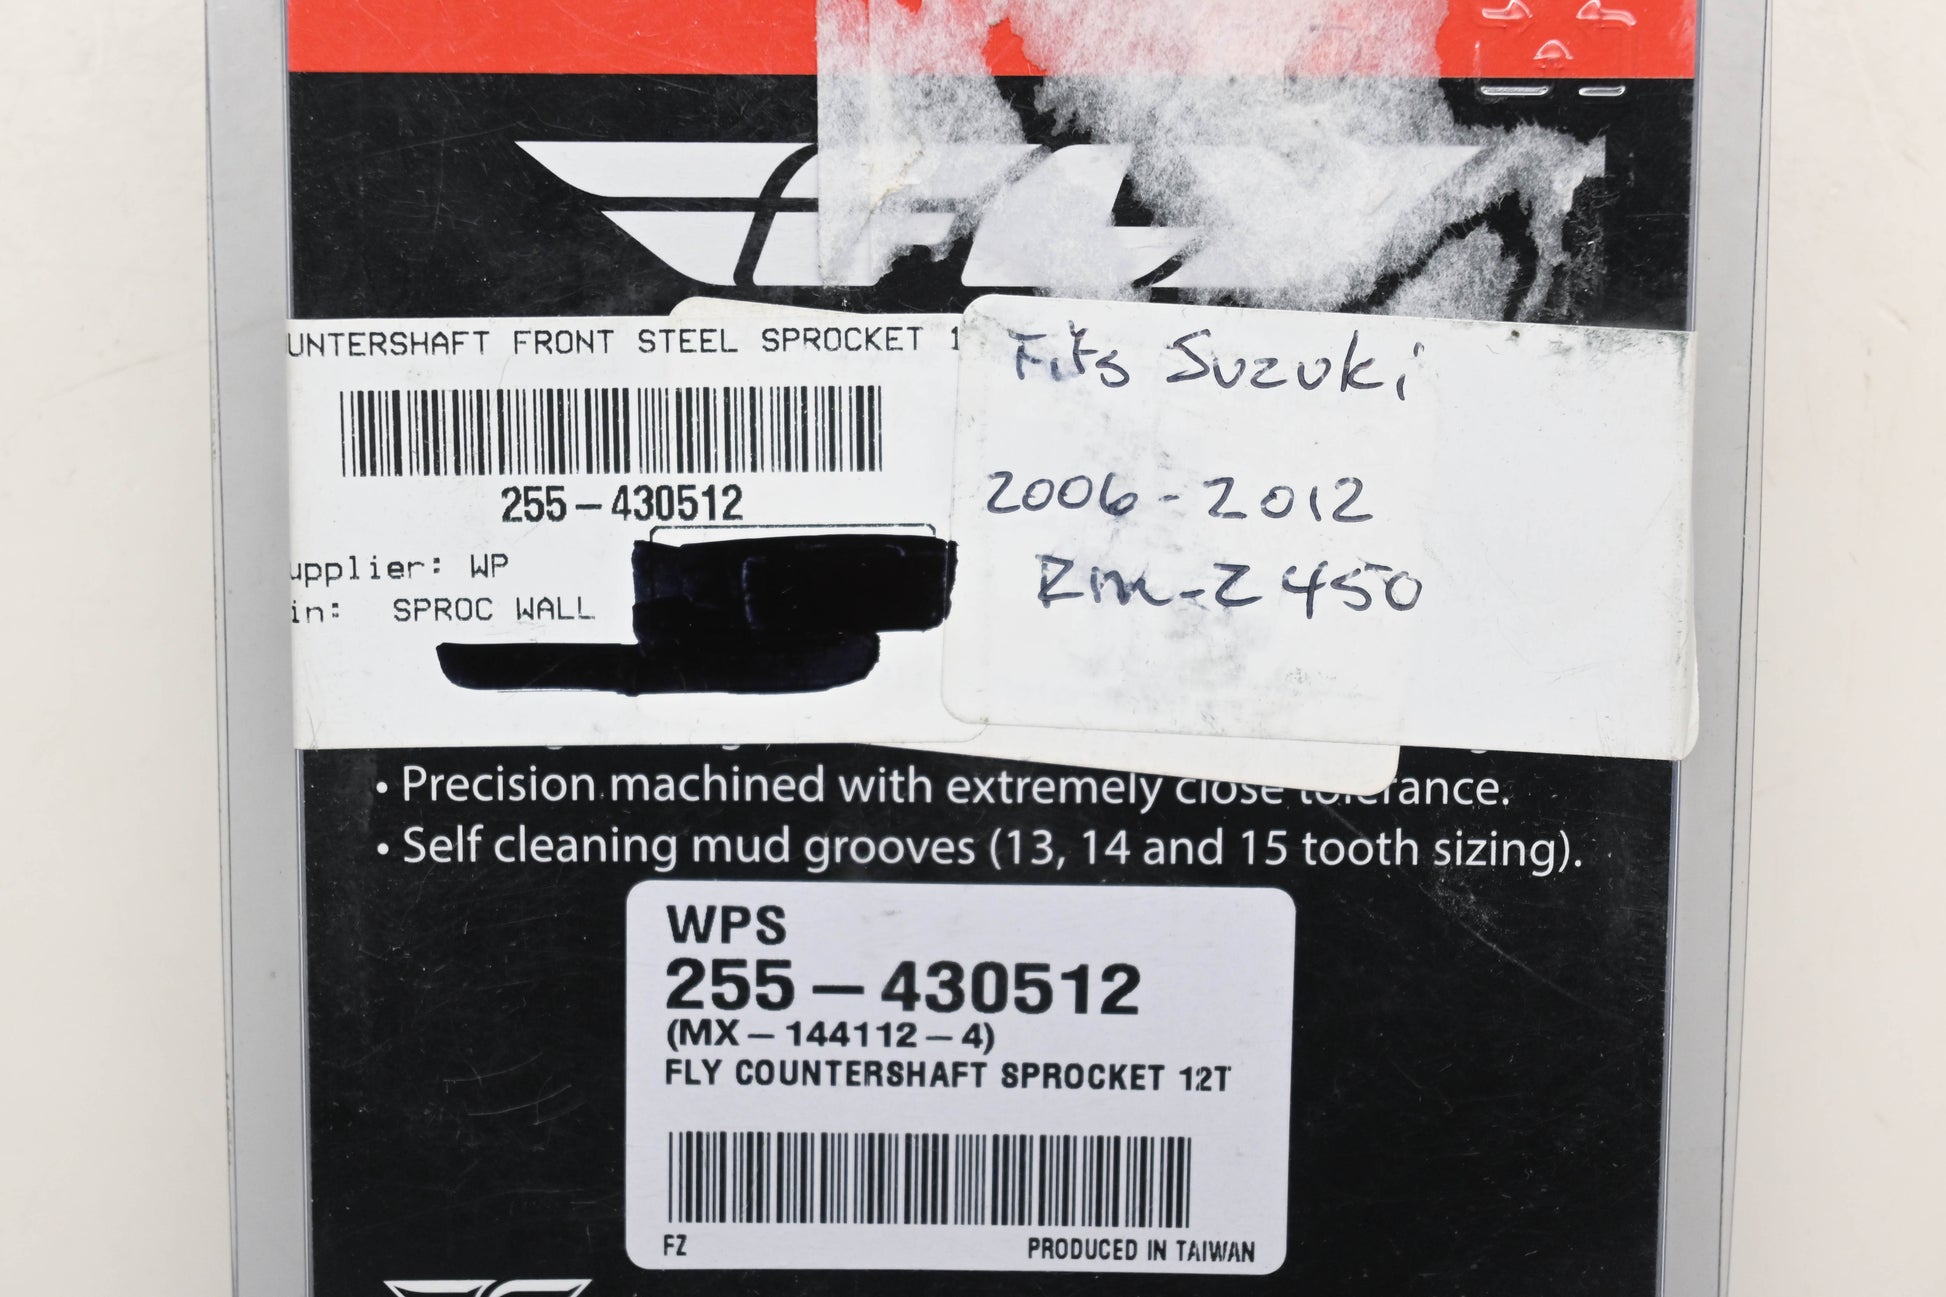 FLY
UNTERSHAFT FRONT STEEL SPROCKET 1
255-430512
upplier: WP
in: SPROC WALL
Fits Suzuki
2006-2012
RM-Z 450
• Precision machined with extremely close tolerance.
• Self cleaning mud grooves (13, 14 and 15 tooth sizing).
WPS
255-430512
(MX-144112-4)
FLY COUNTERSHAFT SPROCKET 12T
FZ
PRODUCED IN TAIWAN